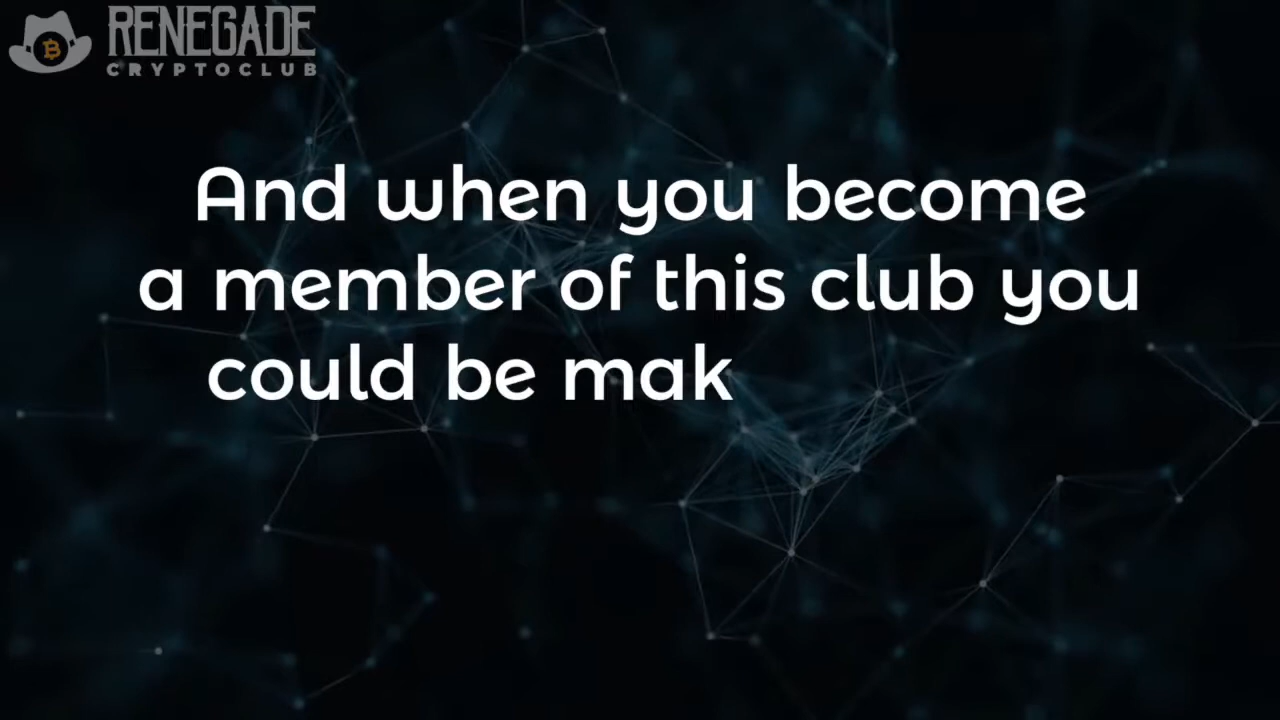 RENEGADE
CRYPTOCLUB
And when you become
a member of this club you
could be mak